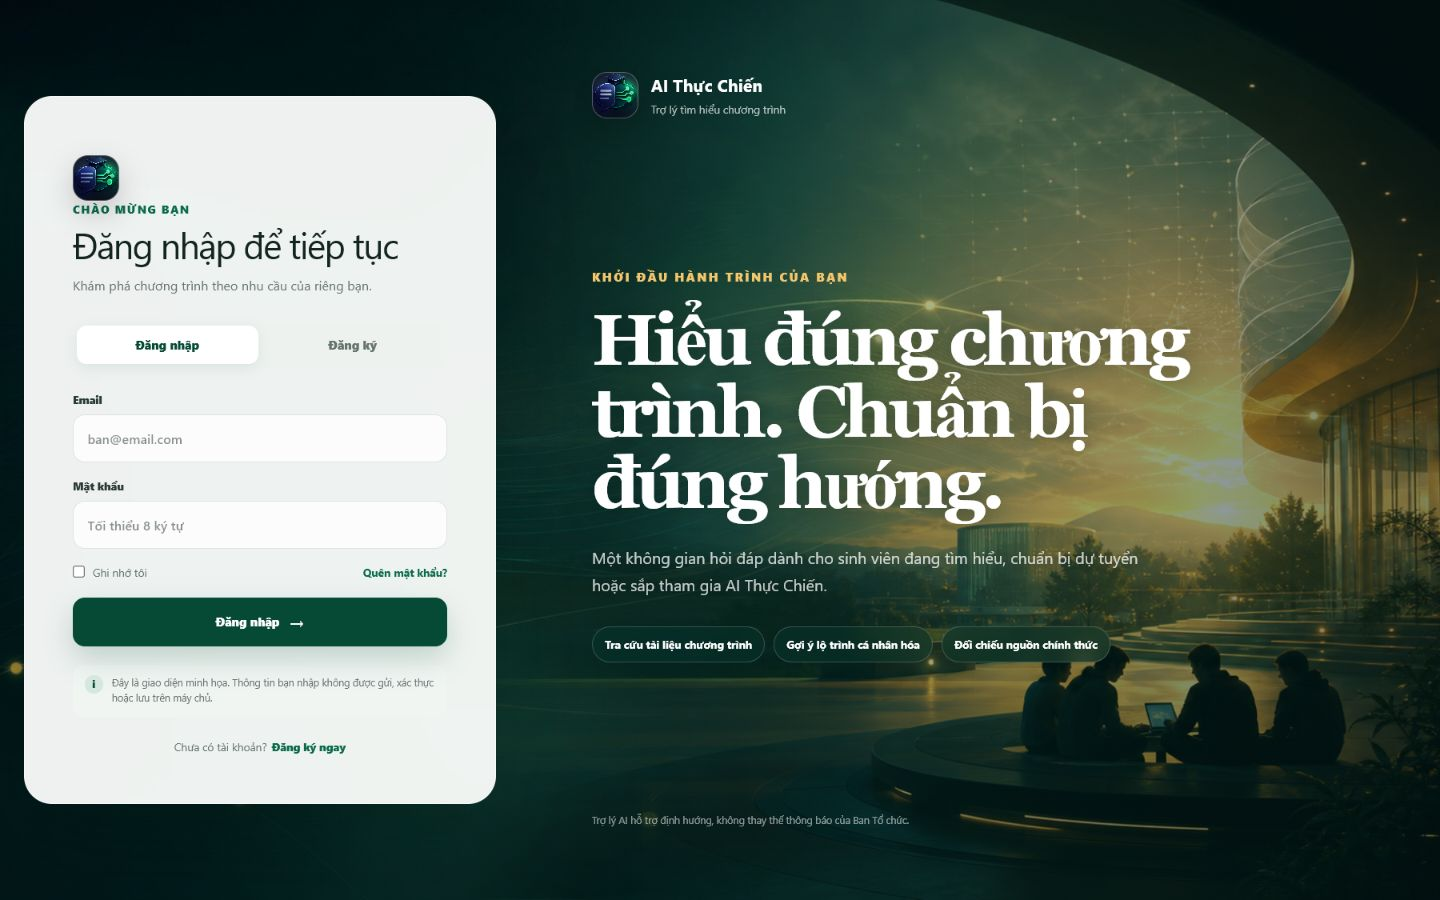 CHÀO MỪNG BẠN
Đăng nhập để tiếp tục
Khám phá chương trình theo nhu cầu của riêng bạn.
Đăng nhập
Đăng ký
Email
ban@email.com
Mật khẩu
Tối thiểu 8 ký tự
Ghi nhớ tôi
Quên mật khẩu?
Đăng nhập →
i
Đây là giao diện minh họa. Thông tin bạn nhập không được gửi, xác thực
hoặc lưu trên máy chủ.
Chưa có tài khoản? Đăng ký ngay
AI Thực Chiến
Trợ lý tìm hiểu chương trình
KHỞI ĐẦU HÀNH TRÌNH CỦA BẠN
Hiểu đúng chương
trình. Chuẩn bị
đúng hướng.
Một không gian hỏi đáp dành cho sinh viên đang tìm hiểu, chuẩn bị dự tuyển
hoặc sắp tham gia AI Thực Chiến.
Tra cứu tài liệu chương trình
Gợi ý lộ trình cá nhân hóa
Đối chiếu nguồn chính thức
Trợ lý AI hỗ trợ định hướng, không thay thế thông báo của Ban Tổ chức.